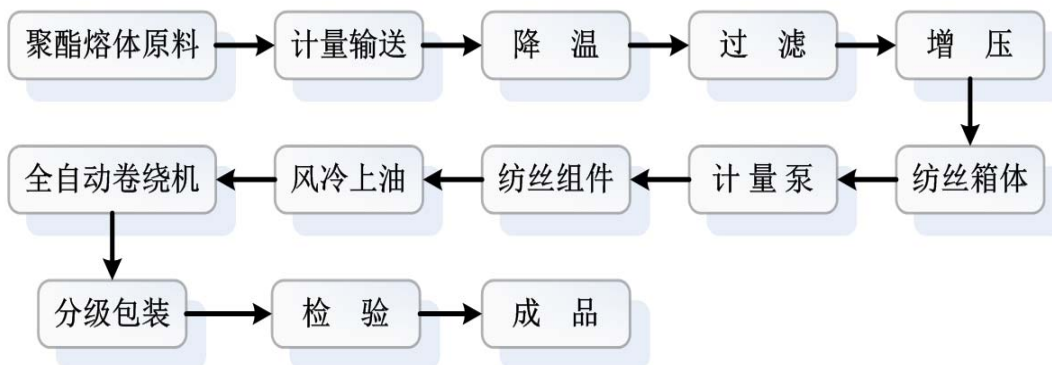 聚酯熔体原料
计量输送
降 温
过 滤
增 压
纺丝箱体
计 量 泵
纺丝组件
风冷上油
全自动卷绕机
分级包装
检 验
成 品